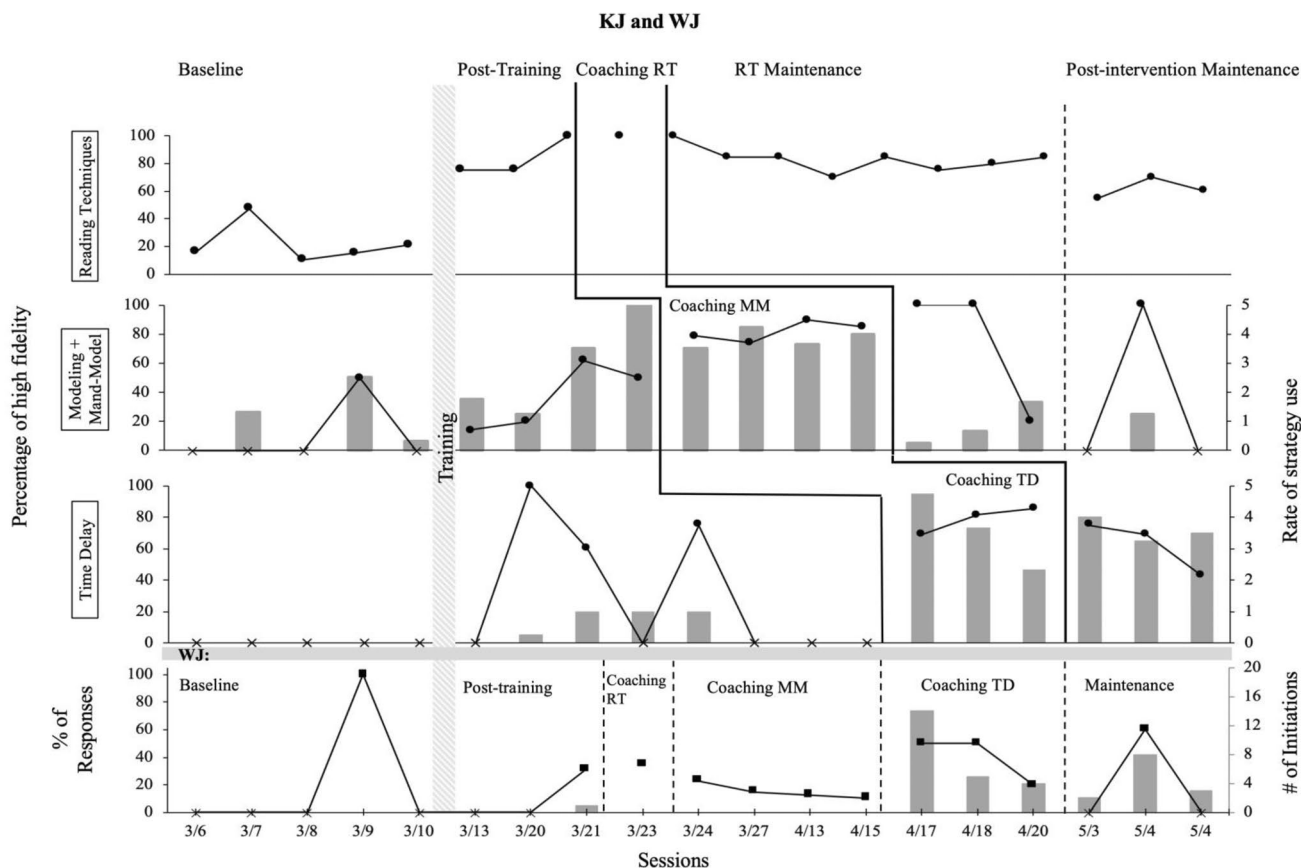 KJ and WJ
Baseline
Post-Training
Coaching RT
RT Maintenance
Post-intervention Maintenance
Percentage of high fidelity
Reading Techniques
100
80
60
40
20
0
Modeling +
Mand-Model
100
80
60
40
20
0
Coaching MM
5
4
3
2
1
0
Training
Rate of strategy use
Time Delay
100
80
60
40
20
0
Coaching TD
5
4
3
2
1
0
WJ:
% of
Responses
100
80
60
40
20
0
Baseline
Post-training
Coaching
RT
Coaching MM
Coaching TD
Maintenance
20
16
12
8
4
0
# of Initiations
3/6 3/7 3/8 3/9 3/10 3/13 3/20 3/21 3/23 3/24 3/27 4/13 4/15 4/17 4/18 4/20 5/3 5/4 5/4
Sessions